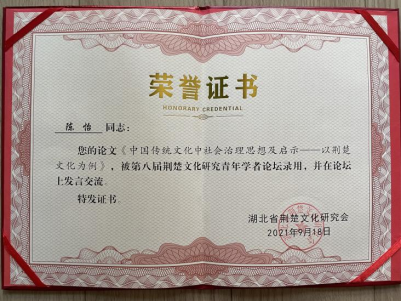 荣誉证书
HONORARY CREDENTIAL
陈怡 同志:
您的论文《中国传统文化中社会治理思想及启示——以荆楚
文化为例》,被第八届荆楚文化研究青年学者论坛录用,并在论坛
上发言交流。
特发证书。
湖北省荆楚文化研究会
2021年9月18日